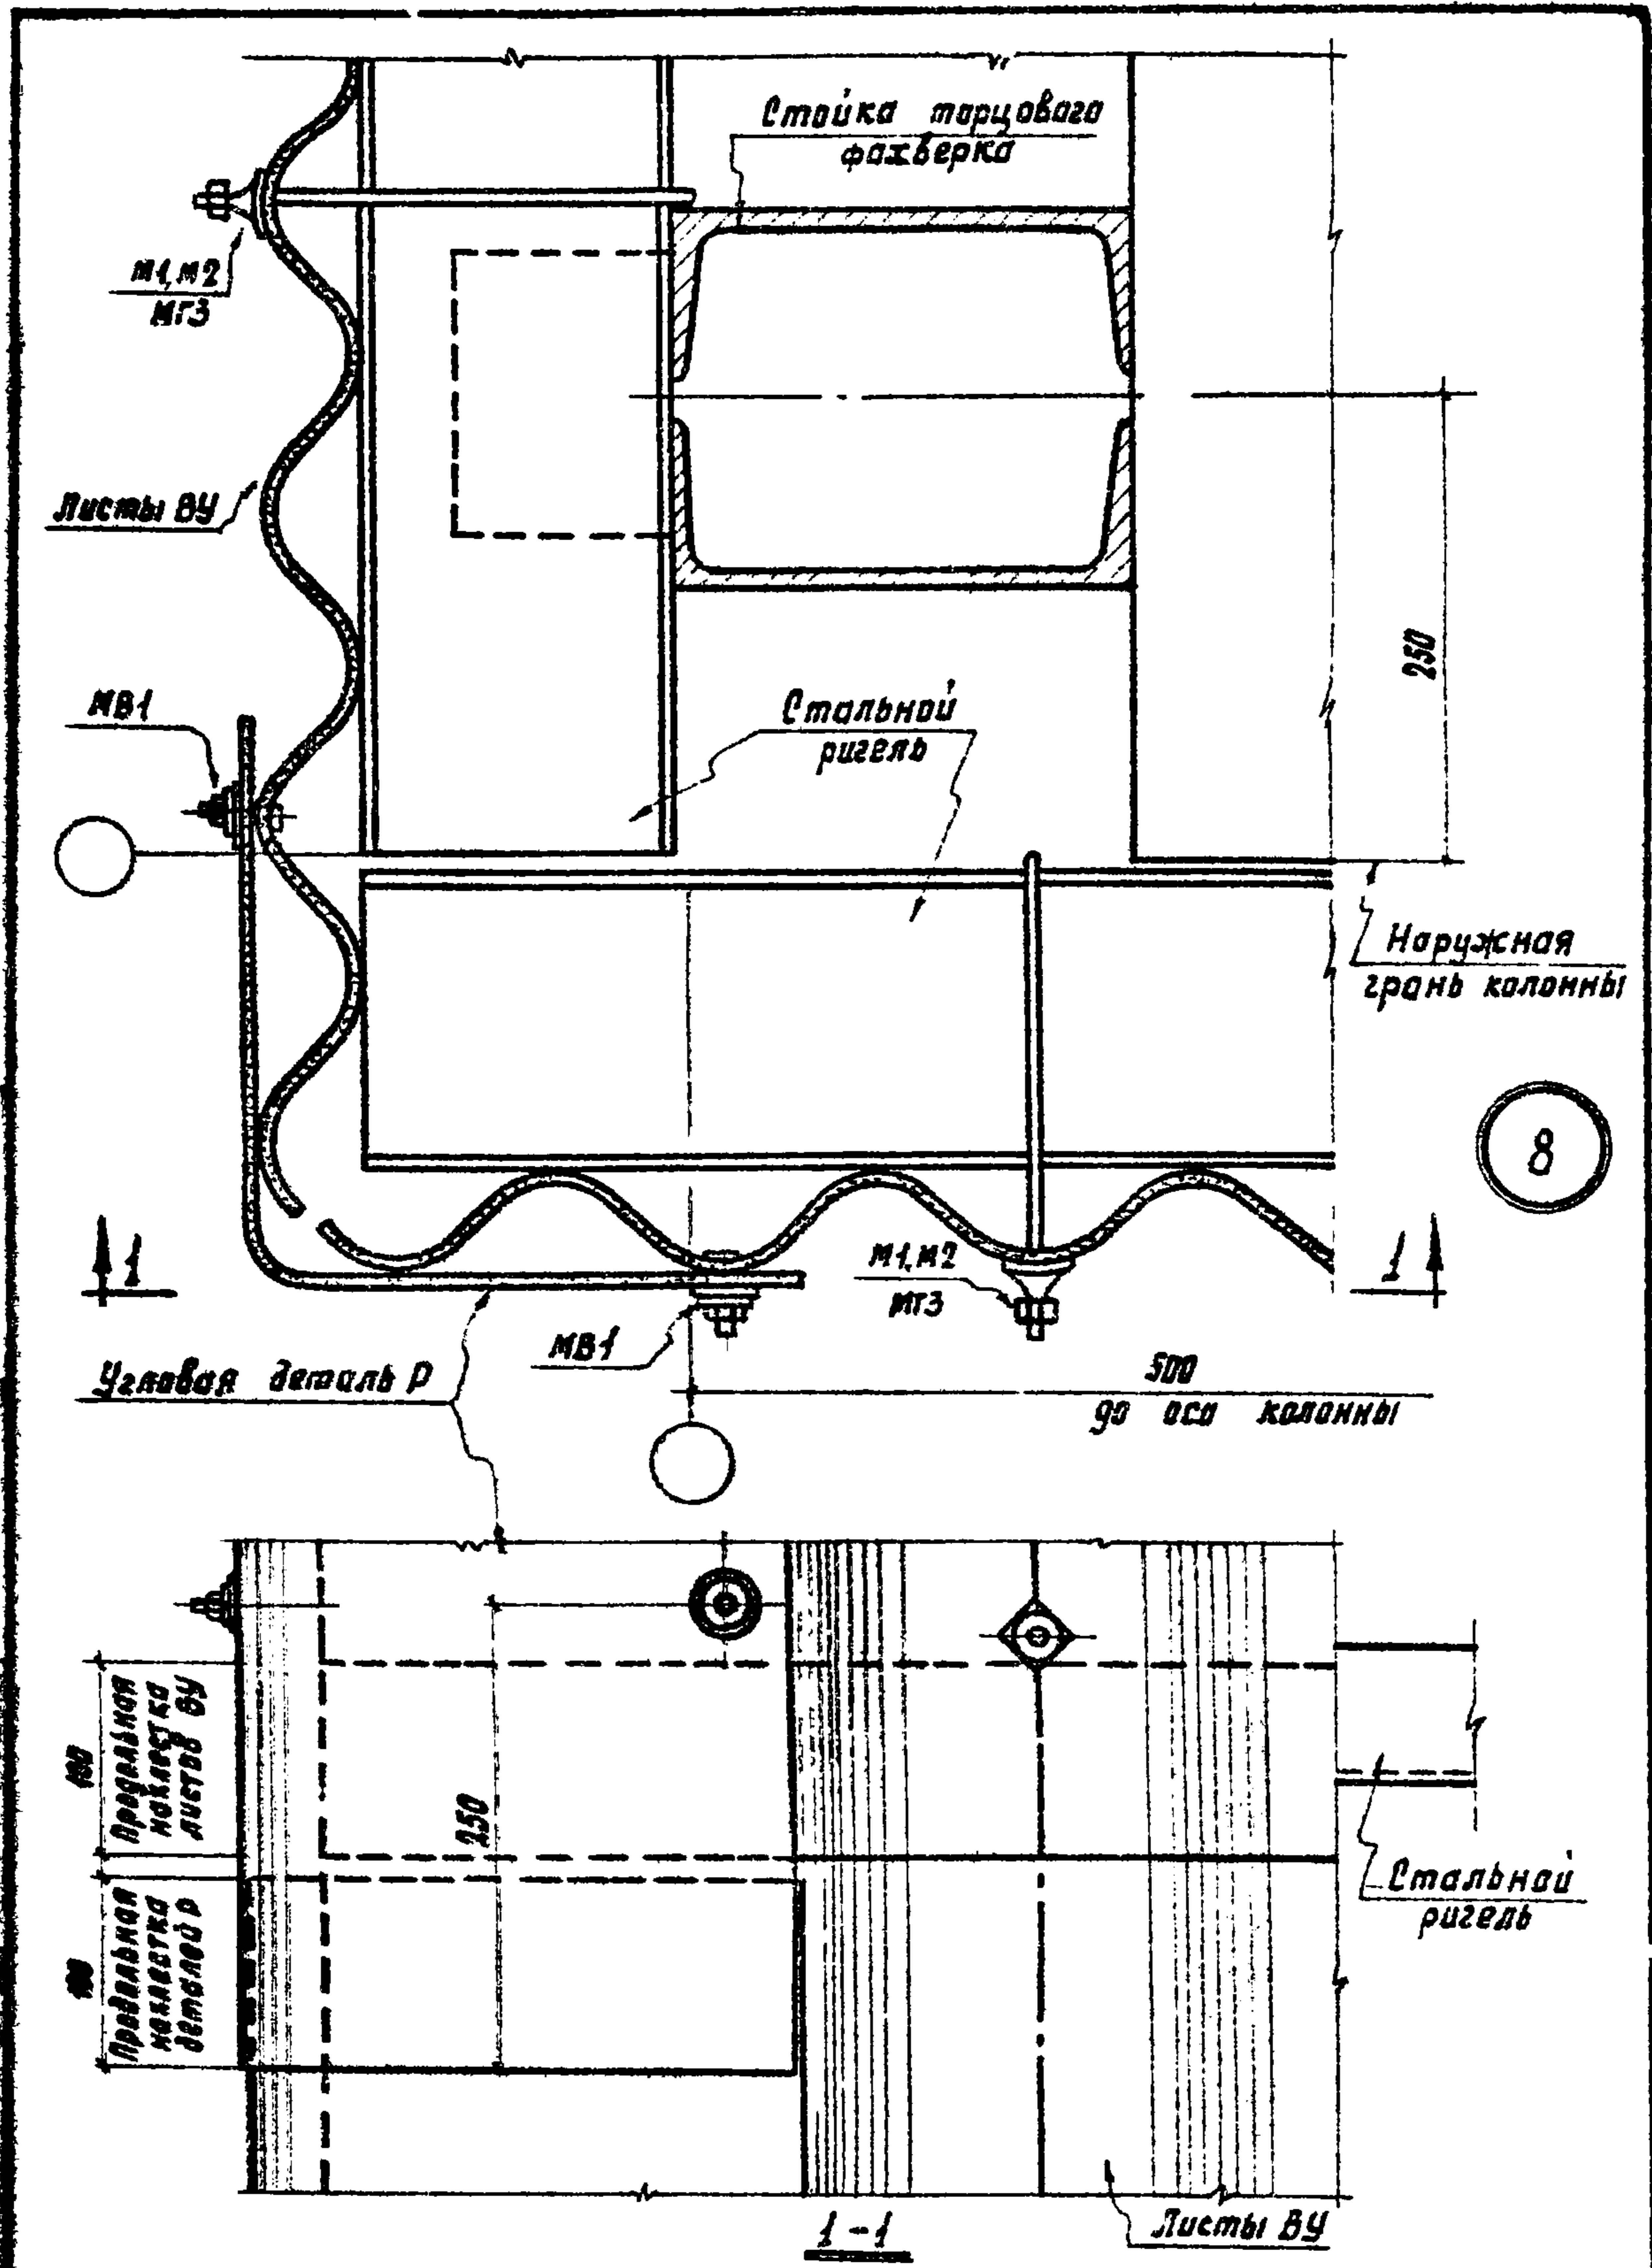 Стойка торцового
фахверка
М1, М2
МГ3
Листы ВУ
МВ1
Стальной
ригель
250
Наружная
грань колонны
8
1
1
М1, М2
МГ3
МВ1
Угловая деталь Р
500
до оси колонны
Продольная
нахлестка
листов ВУ
250
Продольная
нахлестка
деталей Р
Стальной
ригель
Листы ВУ
1-1